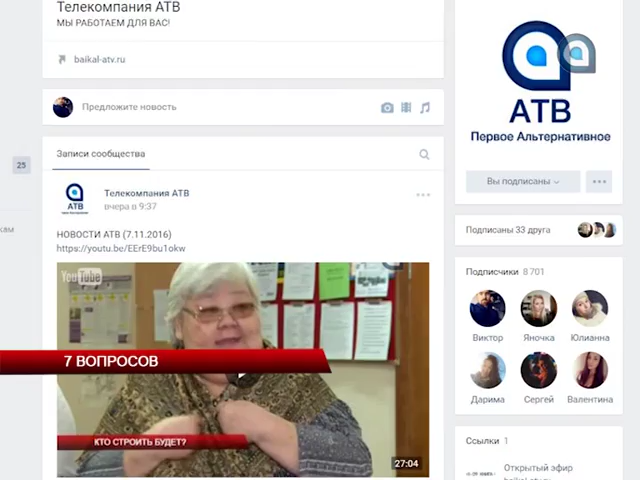 Телекомпания АТВ
МЫ РАБОТАЕМ ДЛЯ ВАС!
baikal-atv.ru
Предложите новость
Записи сообщества
25
Телекомпания АТВ
вчера в 9:37
АТВ
НОВОСТИ АТВ (7.11.2016)
https://youtu.be/EErE9bu1okw
YouTube
7 ВОПРОСОВ
КТО СТРОИТЬ БУДЕТ?
27:04
АТВ
Первое Альтернативное
Вы подписаны
Подписаны 33 друга
Подписчики 8 701
Виктор Яночка Юлианна
Дарима Сергей Валентина
Ссылки 1
Открытый эфир